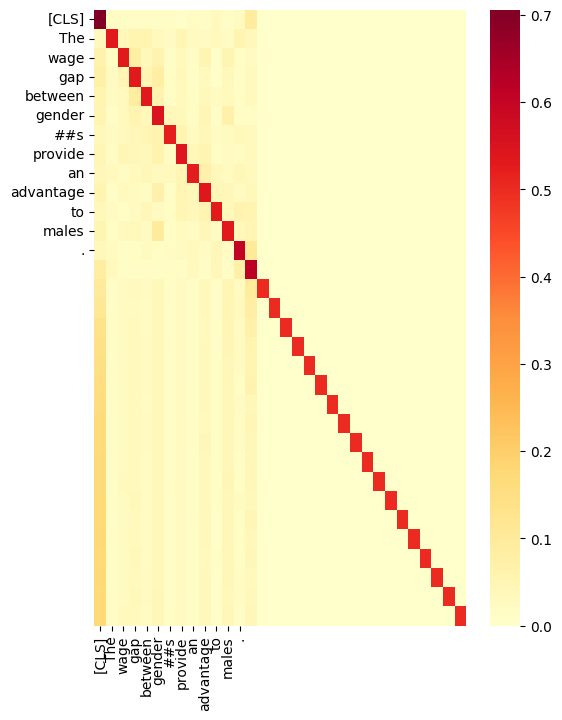 [CLS]
The
wage
gap
between
gender
##s
provide
an
advantage
to
males
.
0.7
0.6
0.5
0.4
0.3
0.2
0.1
0.0
[CLS]
The
wage
gap
between
gender
##s
provide
an
advantage
to
males
.